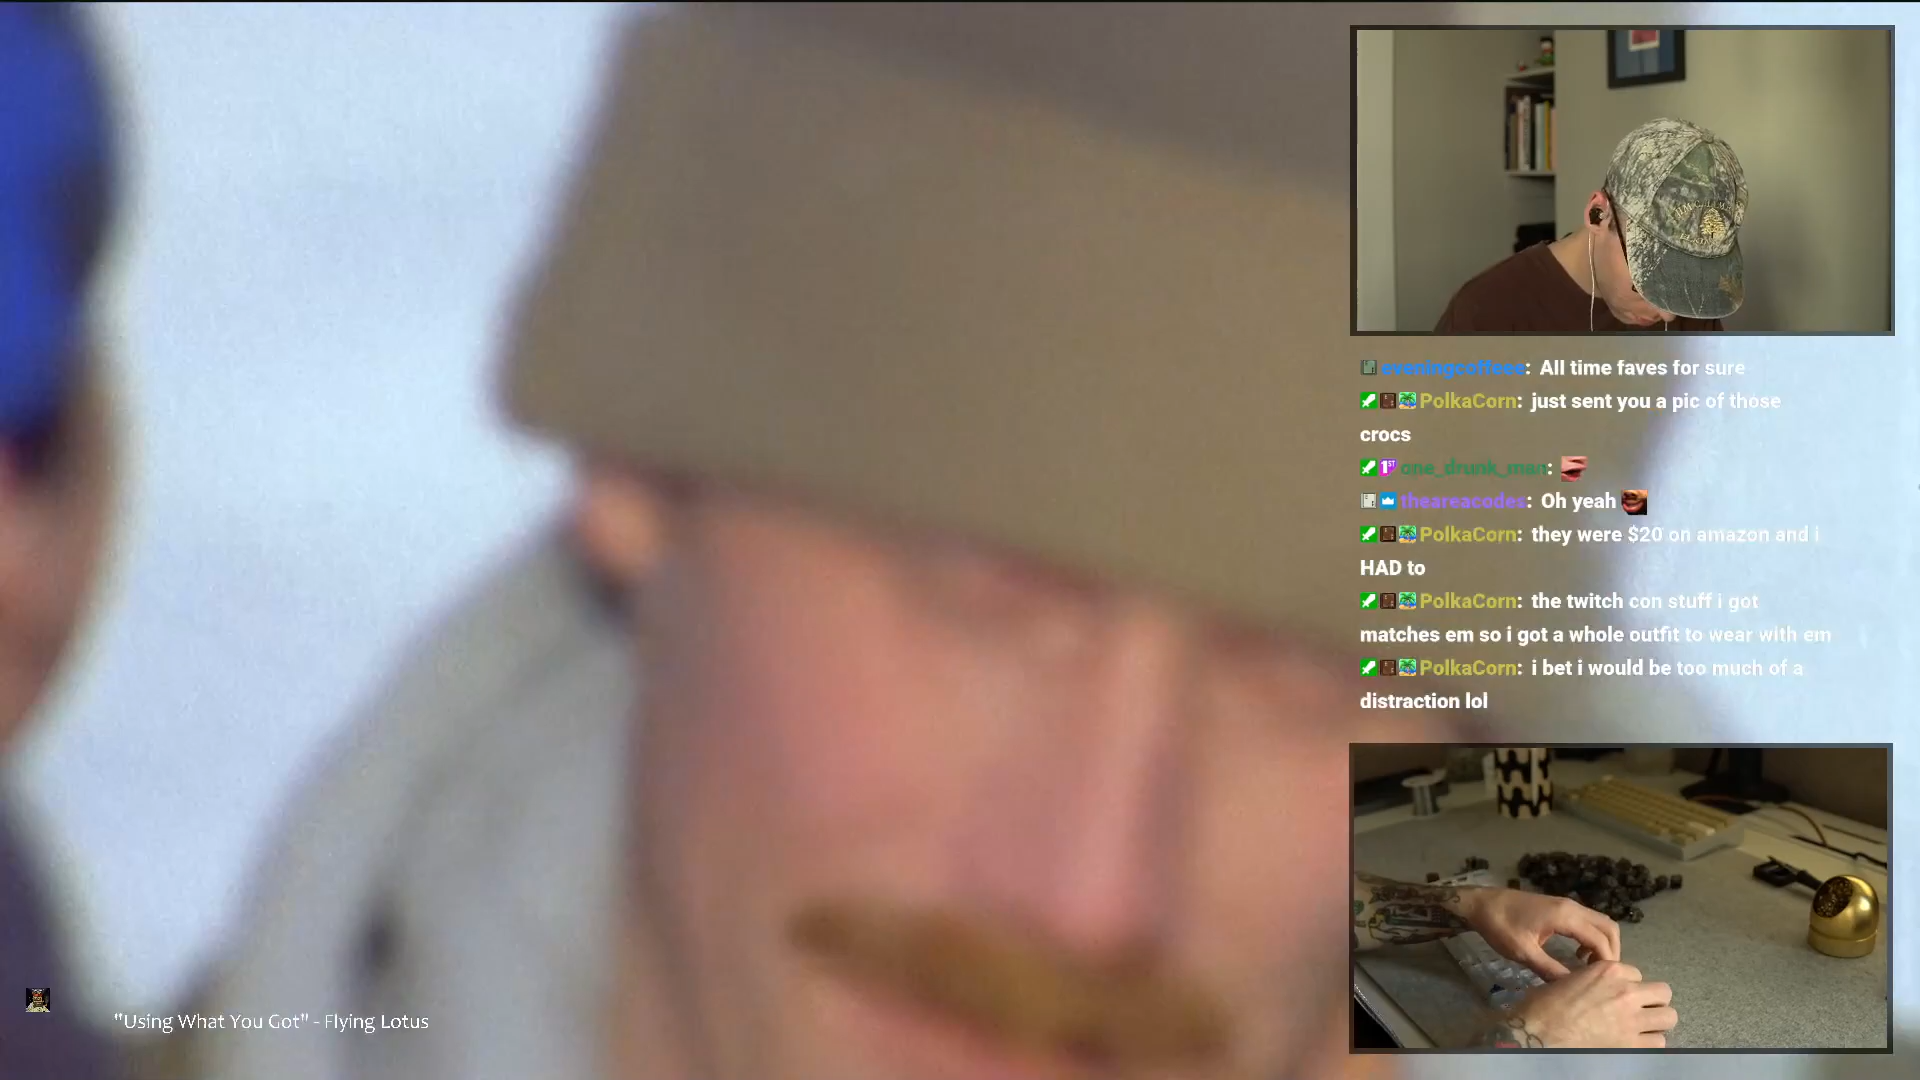 eveningcoffeee: All time faves for sure
PolkaCorn: just sent you a pic of those
crocs
one_drunk_man:
theareacodes: Oh yeah
PolkaCorn: they were $20 on amazon and i
HAD to
PolkaCorn: the twitch con stuff i got
matches em so i got a whole outfit to wear with em
PolkaCorn: i bet i would be too much of a
distraction lol
"Using What You Got" - Flying Lotus